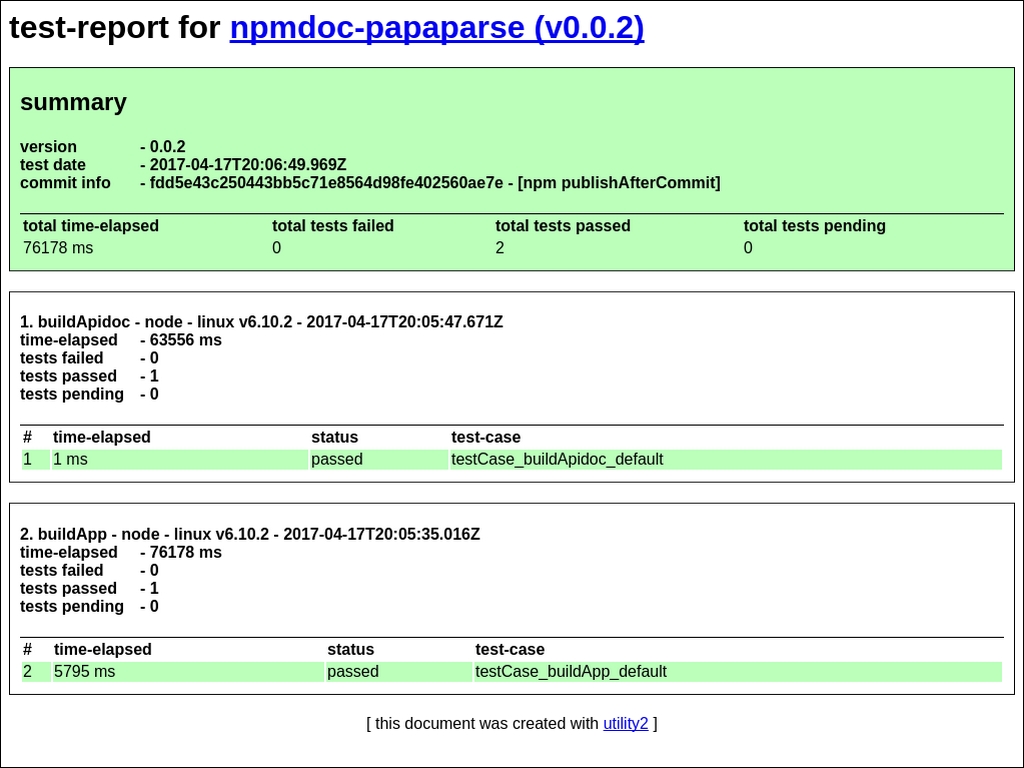 test-report for npmdoc-papaparse (v0.0.2)
summary
version - 0.0.2
test date - 2017-04-17T20:06:49.969Z
commit info - fdd5e43c250443bb5c71e8564d98fe402560ae7e - [npm publishAfterCommit]
total time-elapsed total tests failed total tests passed total tests pending
76178 ms 0 2 0
1. buildApidoc - node - linux v6.10.2 - 2017-04-17T20:05:47.671Z
time-elapsed - 63556 ms
tests failed - 0
tests passed - 1
tests pending - 0
# time-elapsed status test-case
1 1 ms passed testCase_buildApidoc_default
2. buildApp - node - linux v6.10.2 - 2017-04-17T20:05:35.016Z
time-elapsed - 76178 ms
tests failed - 0
tests passed - 1
tests pending - 0
# time-elapsed status test-case
2 5795 ms passed testCase_buildApp_default
[ this document was created with utility2 ]